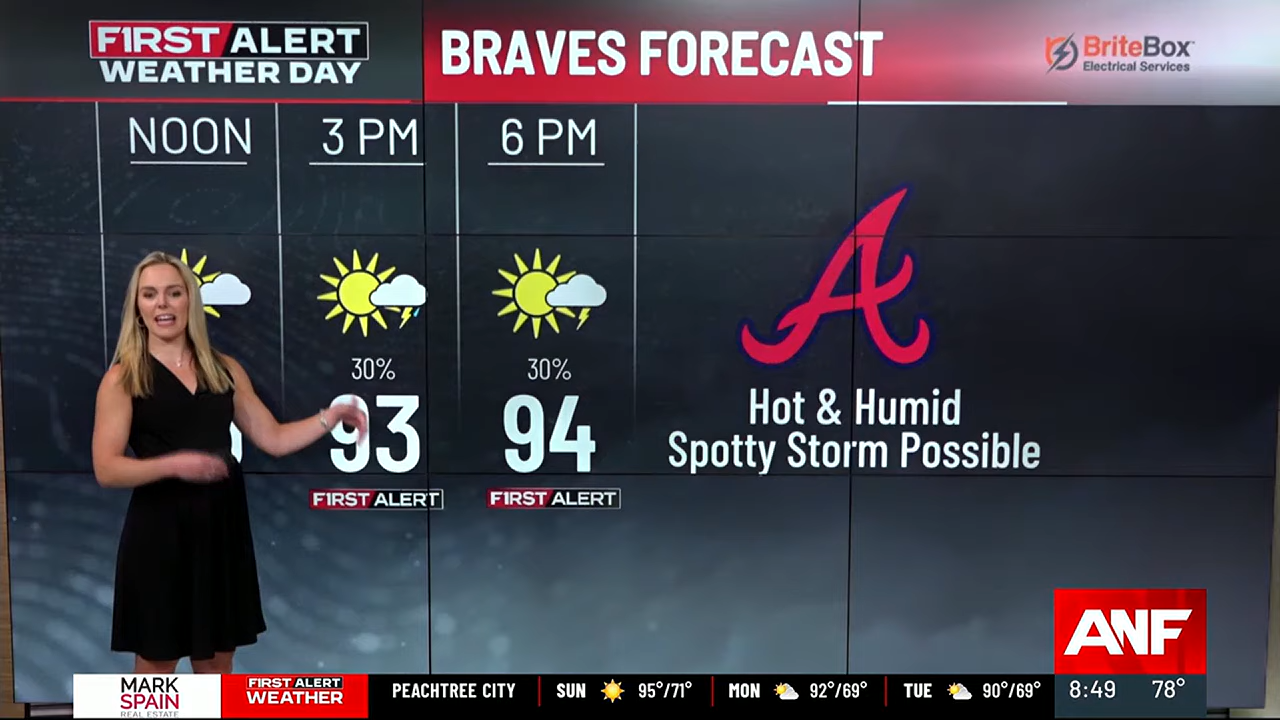 FIRST ALERT
WEATHER DAY
BRAVES FORECAST
BriteBox
Electrical Services
NOON
3 PM
6 PM
30%
30%
93
94
FIRST ALERT
FIRST ALERT
A
Hot & Humid
Spotty Storm Possible
ANF
8:49 78°
MARK
SPAIN
REAL ESTATE
FIRST ALERT
WEATHER
PEACHTREE CITY SUN 95°/71° MON 92°/69° TUE 90°/69°